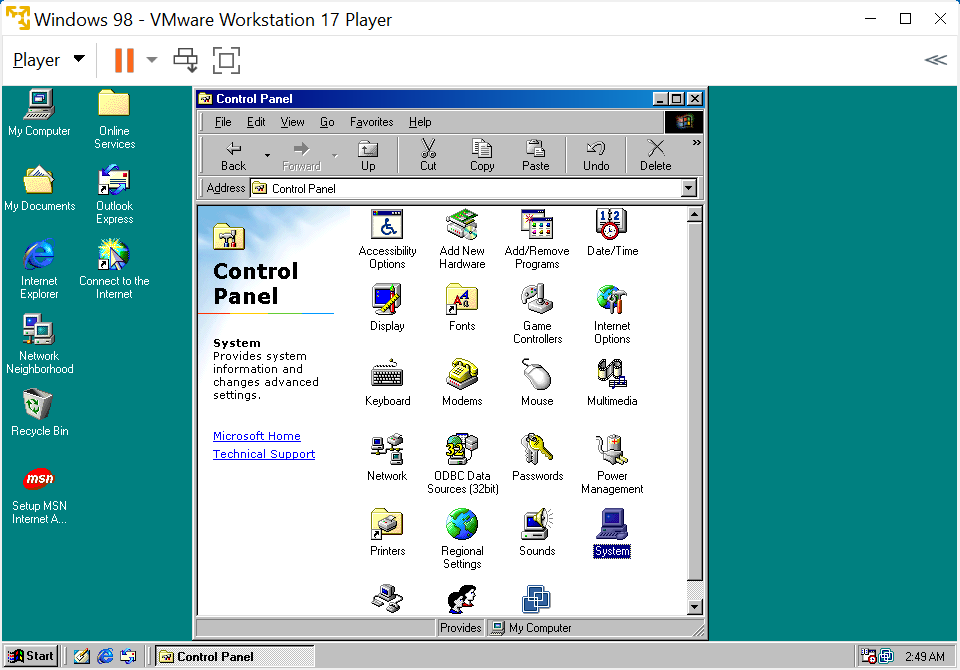 Windows 98 - VMware Workstation 17 Player
Player
My Computer
Online
Services
My Documents
Outlook
Express
Internet
Explorer
Connect to the
Internet
Network
Neighborhood
Recycle Bin
msn
Setup MSN
Internet A...
Control Panel
File Edit View Go Favorites Help
Back Forward Up Cut Copy Paste Undo Delete
Address Control Panel
Control
Panel
System
Provides system
information and
changes advanced
settings.
Microsoft Home
Technical Support
Accessibility
Options
Add New
Hardware
Add/Remove
Programs
Date/Time
Display
Fonts
Game
Controllers
Internet
Options
Keyboard
Modems
Mouse
Multimedia
Network
ODBC Data
Sources (32bit)
Passwords
Power
Management
Printers
Regional
Settings
Sounds
System
Provides My Computer
Start Control Panel 2:49 AM